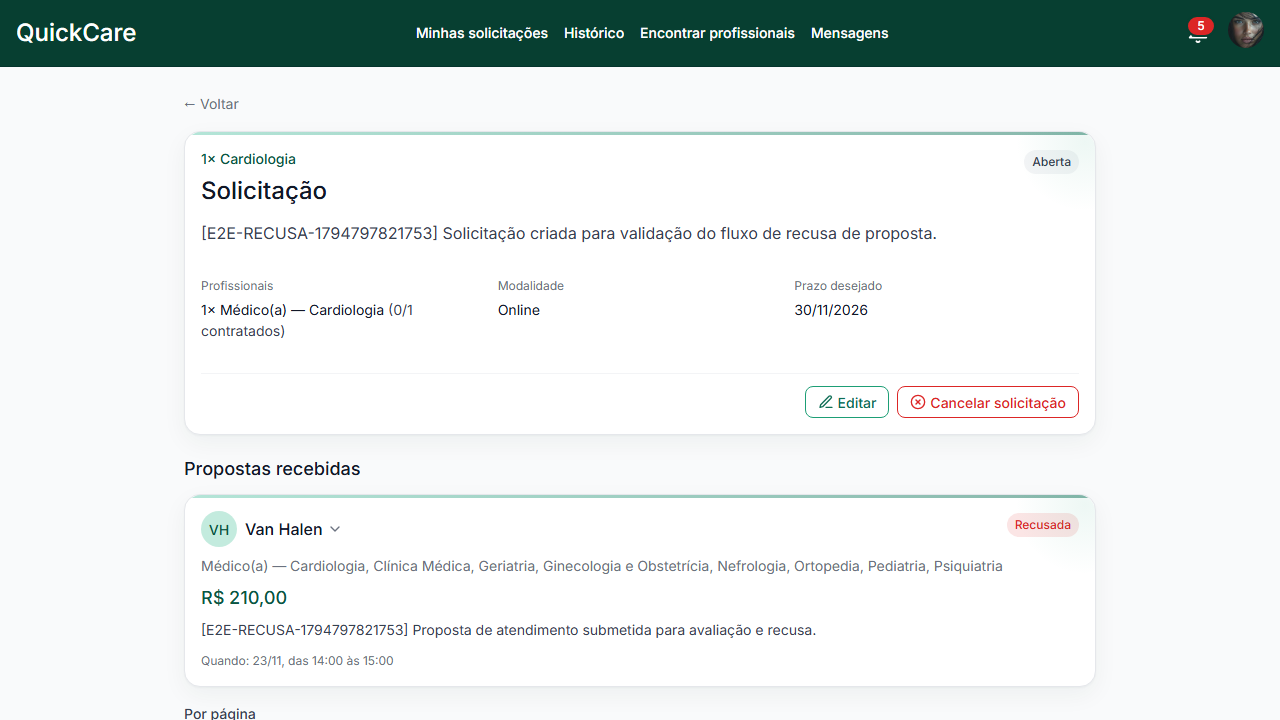 QuickCare
Minhas solicitações Histórico Encontrar profissionais Mensagens
5
← Voltar
1× Cardiologia
Aberta
Solicitação
[E2E-RECUSA-1794797821753] Solicitação criada para validação do fluxo de recusa de proposta.
Profissionais
Modalidade
Prazo desejado
1× Médico(a) — Cardiologia (0/1
contratados)
Online
30/11/2026
Editar
Cancelar solicitação
Propostas recebidas
VH
Van Halen
Recusada
Médico(a) — Cardiologia, Clínica Médica, Geriatria, Ginecologia e Obstetrícia, Nefrologia, Ortopedia, Pediatria, Psiquiatria
R$ 210,00
[E2E-RECUSA-1794797821753] Proposta de atendimento submetida para avaliação e recusa.
Quando: 23/11, das 14:00 às 15:00
Por página